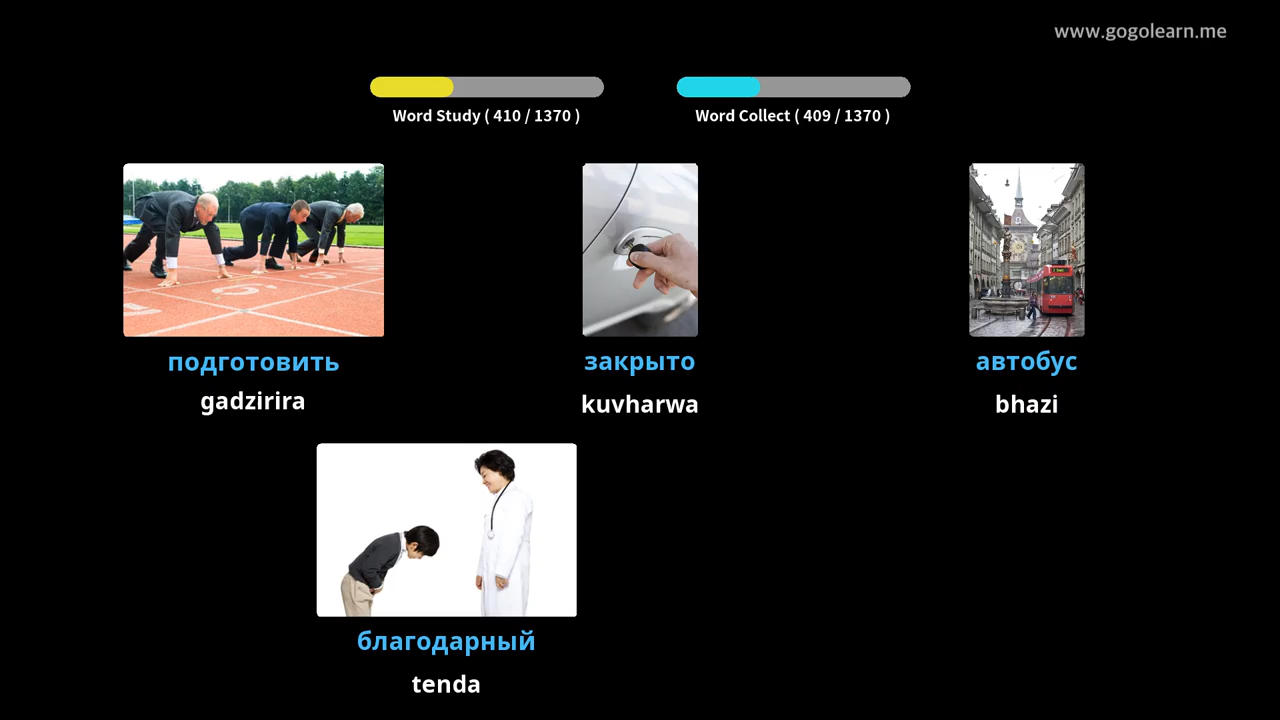 www.gogolearn.me
Word Study ( 410 / 1370 )
Word Collect ( 409 / 1370 )
подготовить
закрыто
автобус
gadzirira
kuvharwa
bhazi
благодарный
tenda